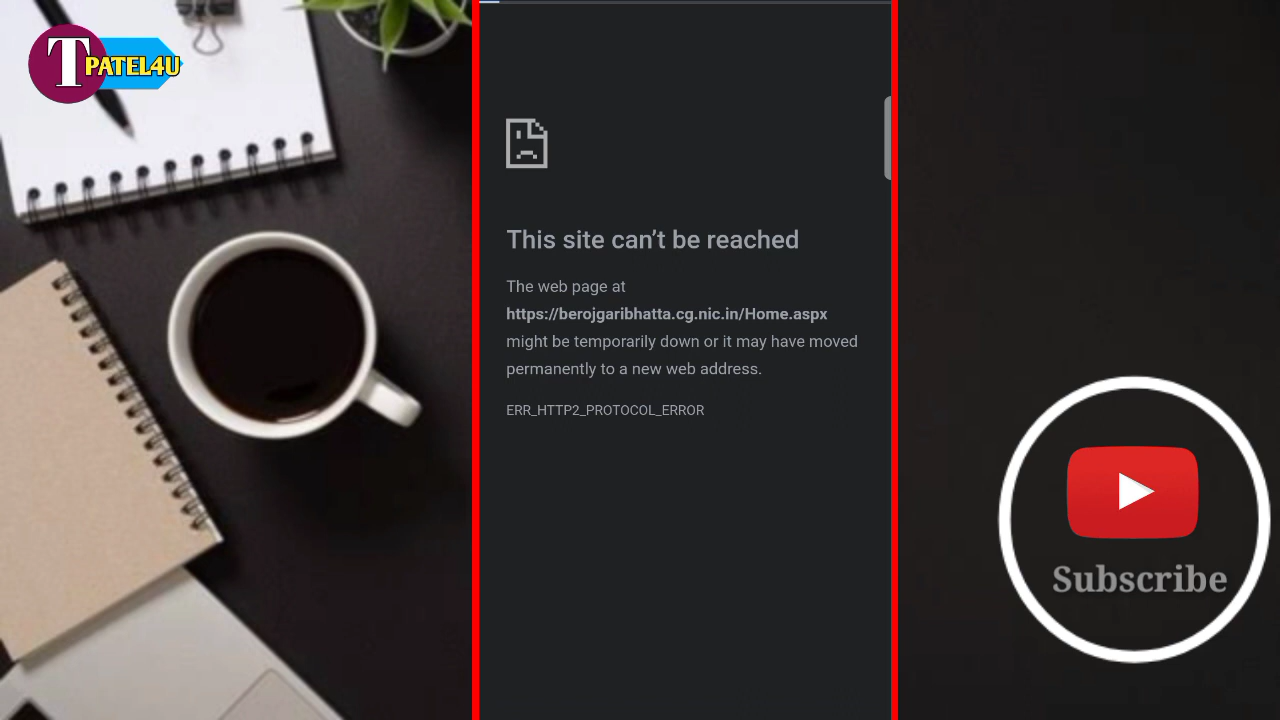 T
PATEL4U
This site can't be reached
The web page at
https://berojgaribhatta.cg.nic.in/Home.aspx
might be temporarily down or it may have moved
permanently to a new web address.
ERR_HTTP2_PROTOCOL_ERROR
Subscribe